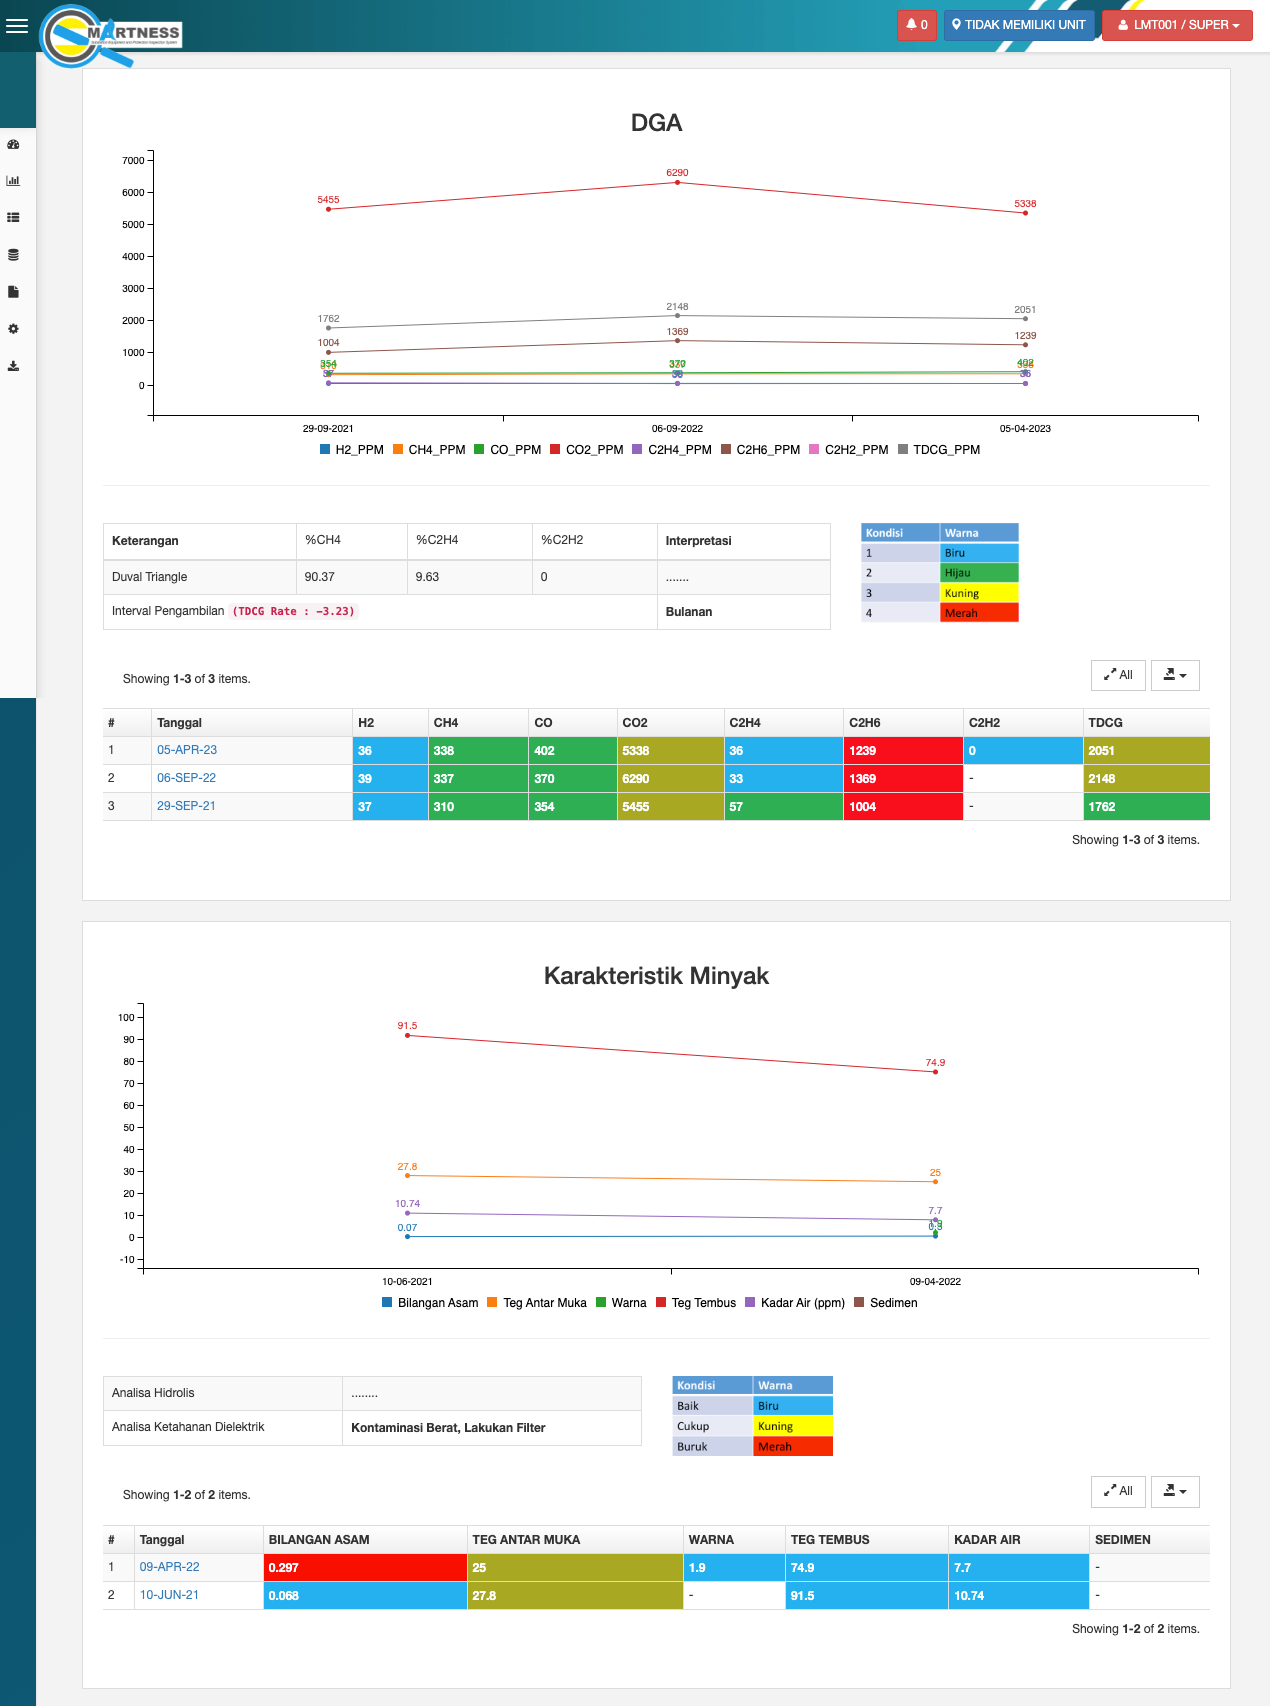 SMARTNESS
0
TIDAK MEMILIKI UNIT
LMT001 / SUPER
DGA
7000
6000
5000
4000
3000
2000
1000
0
5455
6290
5338
1762
2148
2051
1004
1369
1239
354
310
37
370
337
402
338
36
29-09-2021
06-09-2022
05-04-2023
H2_PPM CH4_PPM CO_PPM CO2_PPM C2H4_PPM C2H6_PPM C2H2_PPM TDCG_PPM
Keterangan %CH4 %C2H4 %C2H2 Interpretasi
Duval Triangle 90.37 9.63 0 .......
Interval Pengambilan (TDCG Rate : -3.23) Bulanan
Kondisi Warna
1 Biru
2 Hijau
3 Kuning
4 Merah
Showing 1-3 of 3 items.
All
# Tanggal H2 CH4 CO CO2 C2H4 C2H6 C2H2 TDCG
1 05-APR-23 36 338 402 5338 36 1239 0 2051
2 06-SEP-22 39 337 370 6290 33 1369 - 2148
3 29-SEP-21 37 310 354 5455 57 1004 - 1762
Showing 1-3 of 3 items.
Karakteristik Minyak
100
90
80
70
60
50
40
30
20
10
0
-10
91.5
74.9
27.8
25
10.74
7.7
0.07
10-06-2021
09-04-2022
Bilangan Asam Teg Antar Muka Warna Teg Tembus Kadar Air (ppm) Sedimen
Analisa Hidrolis ........
Analisa Ketahanan Dielektrik Kontaminasi Berat, Lakukan Filter
Kondisi Warna
Baik Biru
Cukup Kuning
Buruk Merah
Showing 1-2 of 2 items.
All
# Tanggal BILANGAN ASAM TEG ANTAR MUKA WARNA TEG TEMBUS KADAR AIR SEDIMEN
1 09-APR-22 0.297 25 1.9 74.9 7.7 -
2 10-JUN-21 0.068 27.8 - 91.5 10.74 -
Showing 1-2 of 2 items.